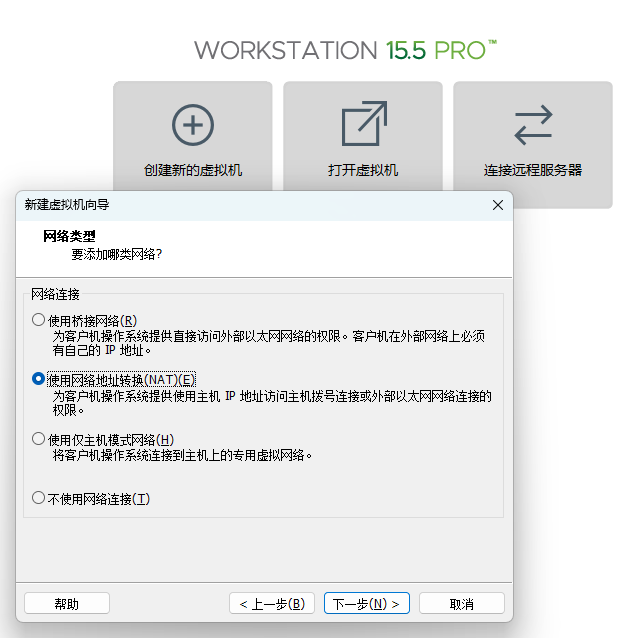 WORKSTATION 15.5 PRO™
创建新的虚拟机
打开虚拟机
连接远程服务器
新建虚拟机向导
网络类型
要添加哪类网络?
网络连接
使用桥接网络(R)
为客户机操作系统提供直接访问外部以太网网络的权限。客户机在外部网络上必须
有自己的 IP 地址。
使用网络地址转换(NAT)(E)
为客户机操作系统提供使用主机 IP 地址访问主机拨号连接或外部以太网网络连接的
权限。
使用仅主机模式网络(H)
将客户机操作系统连接到主机上的专用虚拟网络。
不使用网络连接(T)
帮助
< 上一步(B)
下一步(N) >
取消